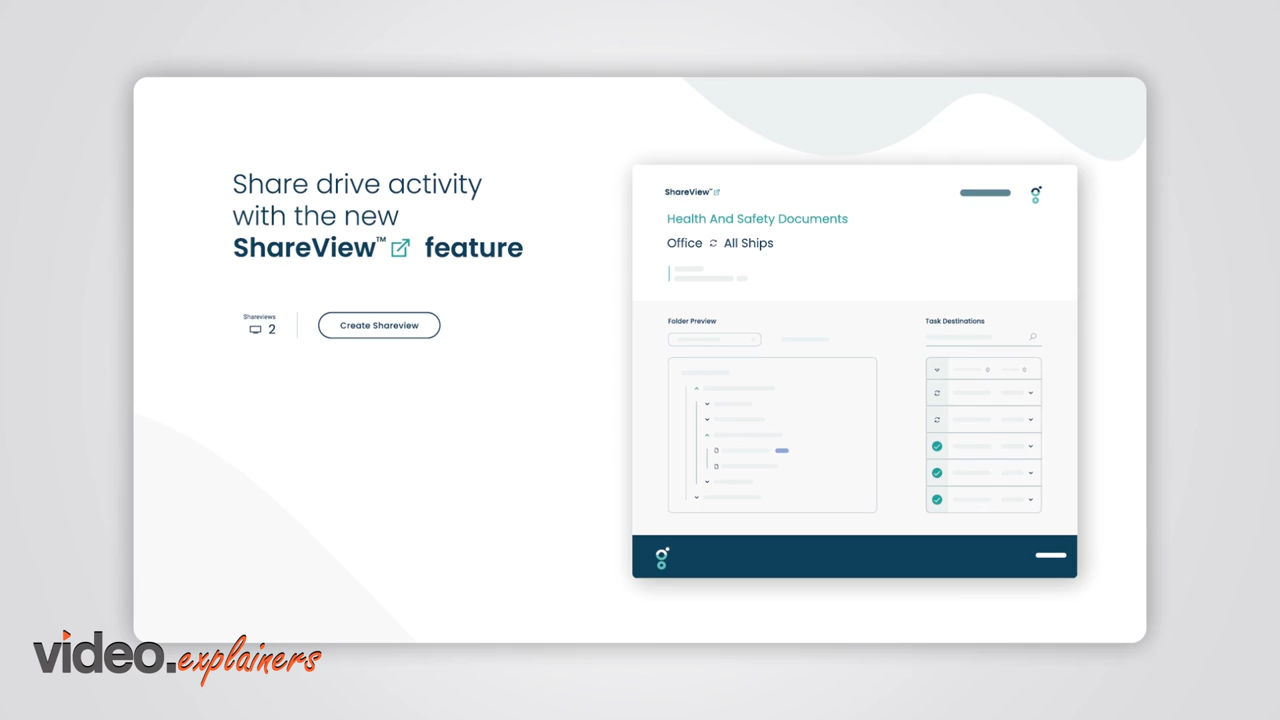 Share drive activity
with the new
ShareView™ feature
Shareviews
2
Create Shareview
ShareView™
Health And Safety Documents
Office All Ships
Folder Preview
Task Destinations
video.explainers